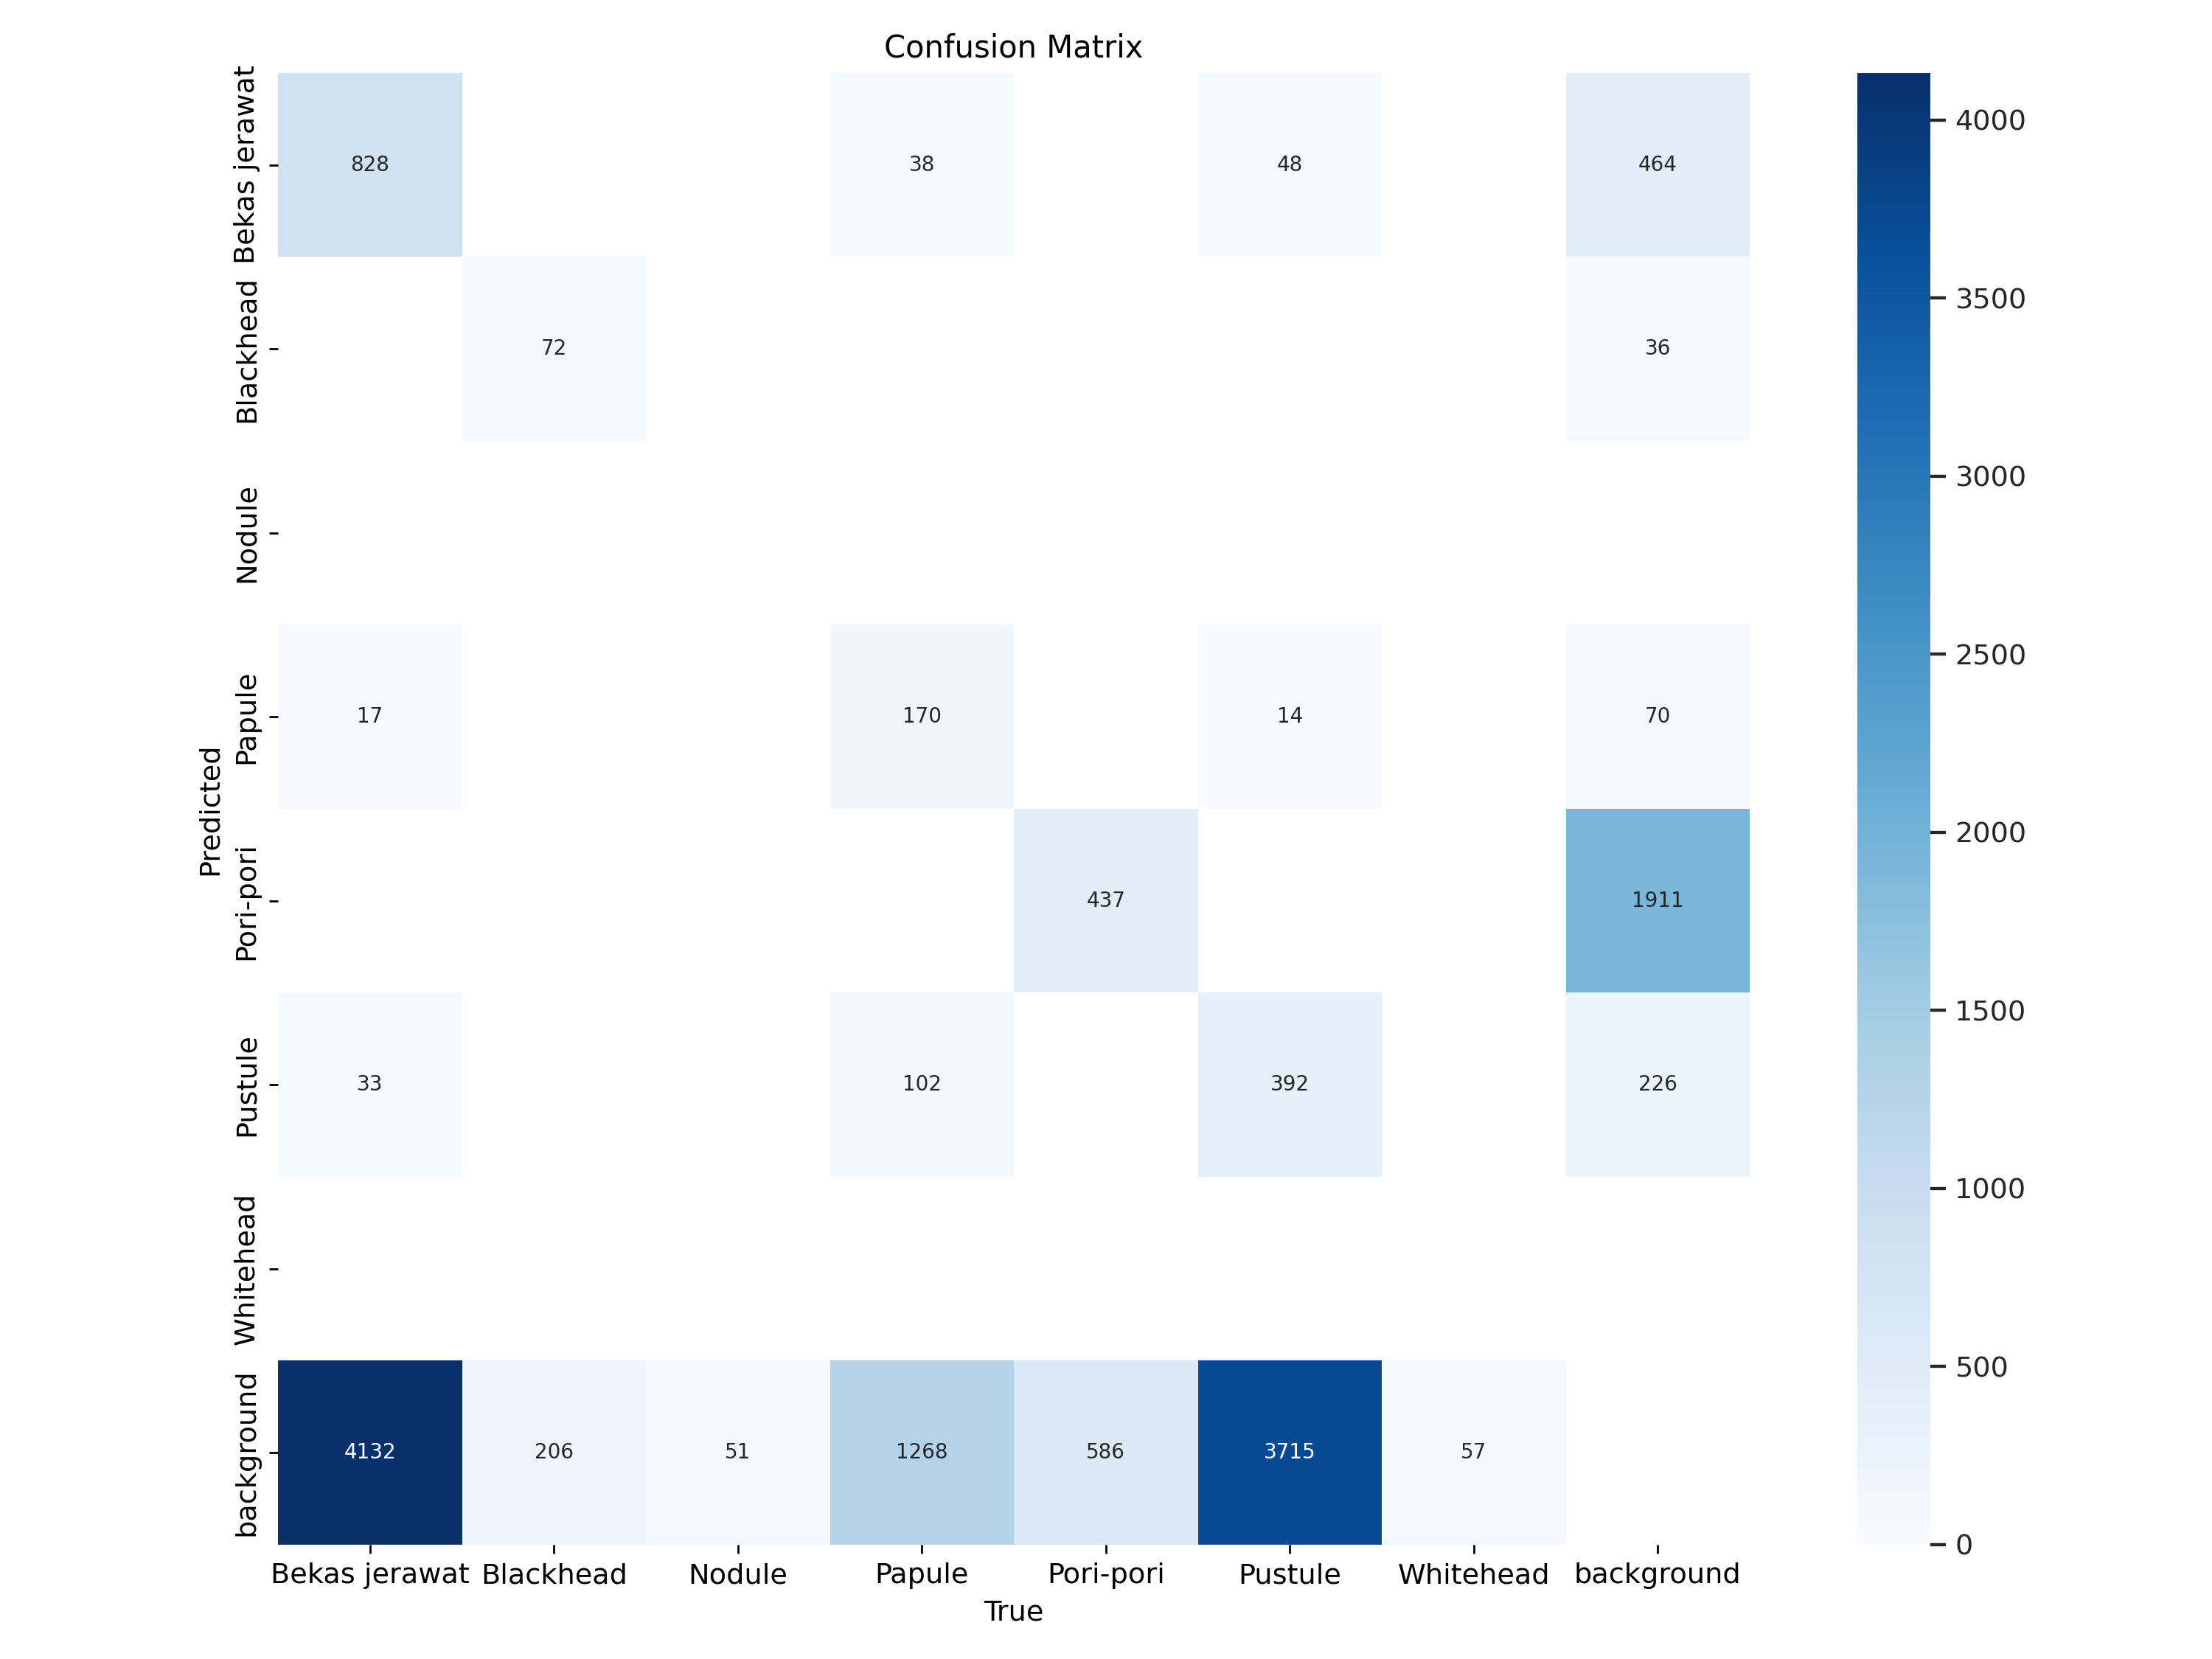 Confusion Matrix
Bekas jerawat
828
38
48
464
4000
3500
Blackhead
72
36
3000
Nodule
2500
Papule
17
170
14
70
2000
Predicted
Pori-pori
437
1911
1500
Pustule
33
102
392
226
1000
Whitehead
500
background
4132
206
51
1268
586
3715
57
0
Bekas jerawat
Blackhead
Nodule
Papule
Pori-pori
Pustule
Whitehead
background
True